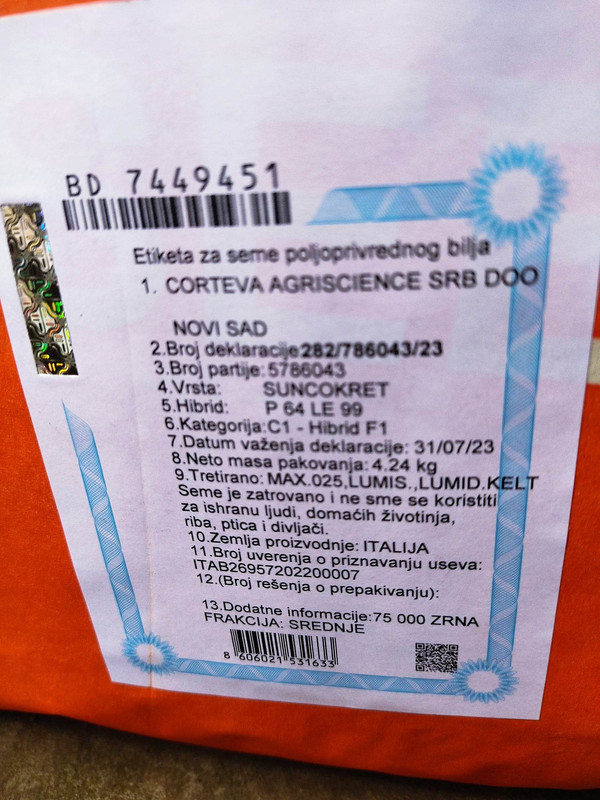 BD 7449451
Etiketa za seme poljoprivrednog bilja
1. CORTEVA AGRISCIENCE SRB DOO
NOVI SAD
2.Broj deklaracije 282/786043/23
3.Broj partije: 5786043
4.Vrsta: SUNCOKRET
5.Hibrid: P 64 LE 99
6.Kategorija: C1 - Hibrid F1
7.Datum važenja deklaracije: 31/07/23
8.Neto masa pakovanja: 4.24 kg
9.Tretirano: MAX.025,LUMIS.,LUMID.KELT
Seme je zatrovano i ne sme se koristiti
za ishranu ljudi, domaćih životinja,
riba, ptica i divljači.
10.Zemlja proizvodnje: ITALIJA
11.Broj uverenja o priznavanju useva:
ITAB26957202200007
12.(Broj rešenja o prepakivanju):
13.Dodatne informacije:75 000 ZRNA
FRAKCIJA: SREDNJE
8 606021 531633